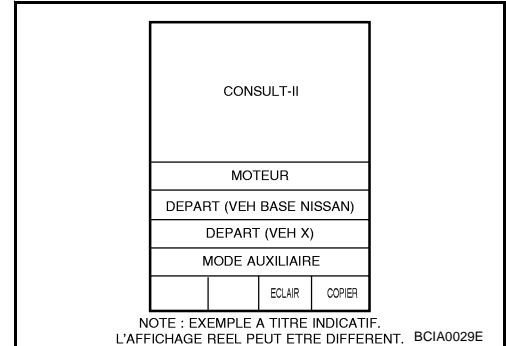 CONSULT-II
MOTEUR
DEPART (VEH BASE NISSAN)
DEPART (VEH X)
MODE AUXILIAIRE
ECLAIR COPIER
NOTE : EXEMPLE A TITRE INDICATIF.
L'AFFICHAGE REEL PEUT ETRE DIFFERENT. BCIA0029E